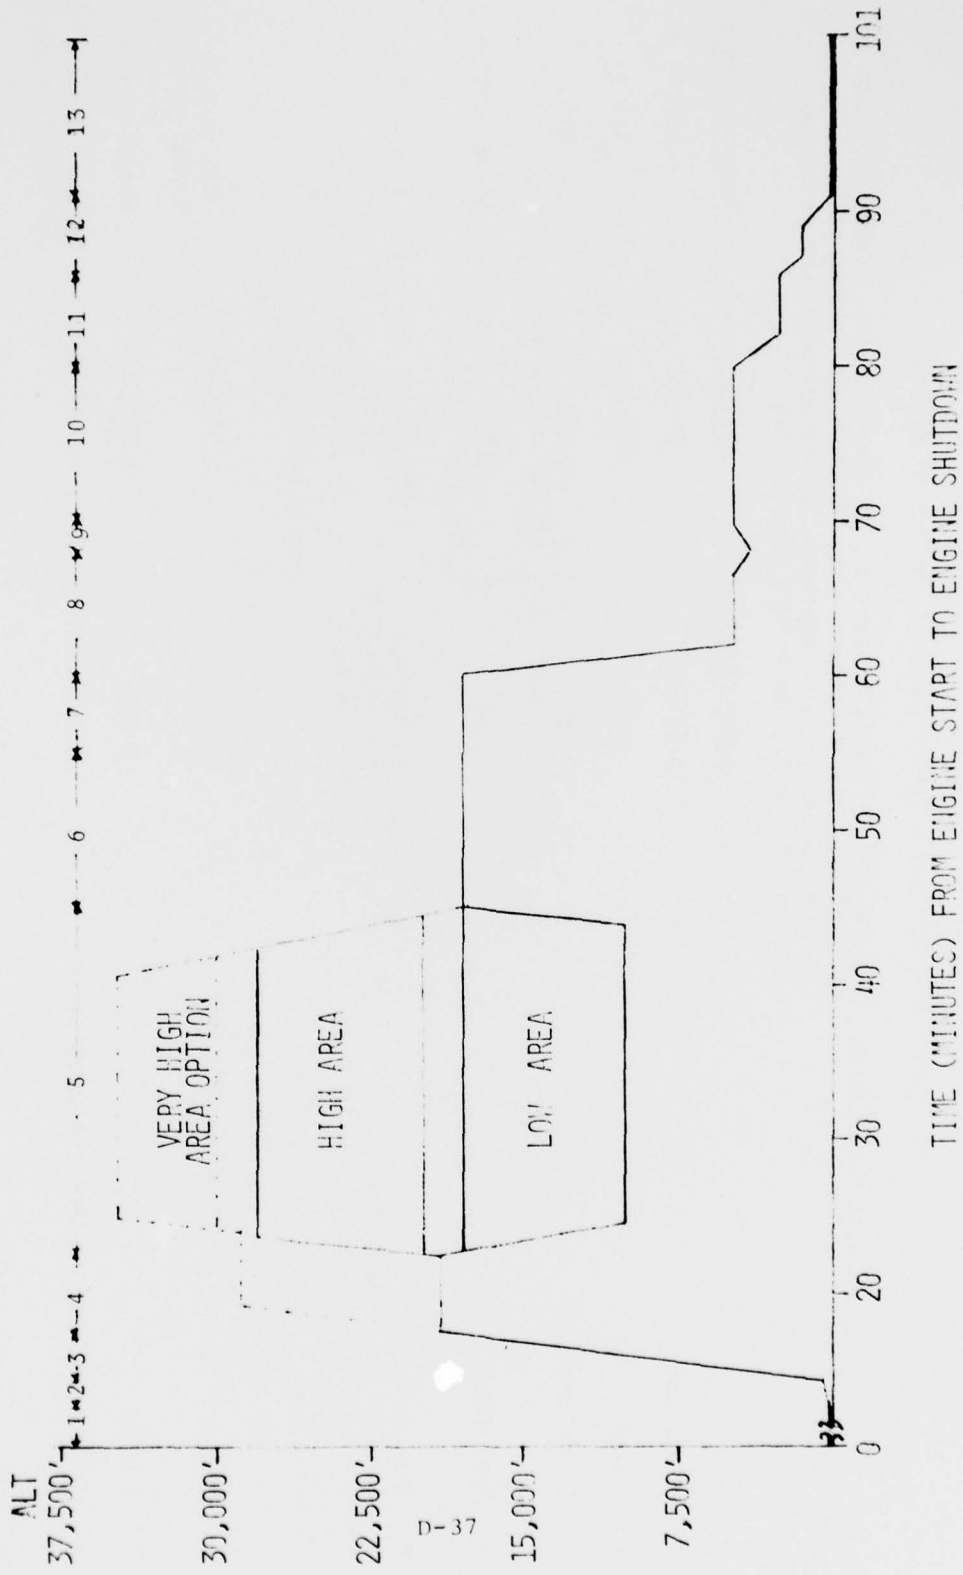 ALT
37,500'
30,000'
22,500'
15,000'
7,500'
1 2 3 4 5 6 7 8 9 10 11 12 13
VERY HIGH
AREA OPTION
HIGH AREA
LOW AREA
0 20 30 40 50 60 70 80 90 101
TIME (MINUTES) FROM ENGINE START TO ENGINE SHUTDOWN
D-37